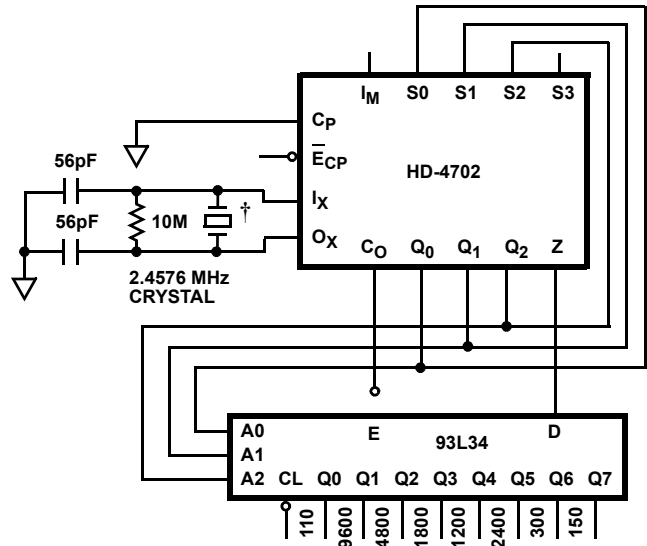 IM S0 S1 S2 S3
CP
ECP
HD-4702
IX
OX
CO Q0 Q1 Q2 Z
56pF
56pF
10M
†
2.4576 MHz
CRYSTAL
A0
A1
A2
E
93L34
D
CL Q0 Q1 Q2 Q3 Q4 Q5 Q6 Q7
110 9600 4800 1800 1200 2400 300 150